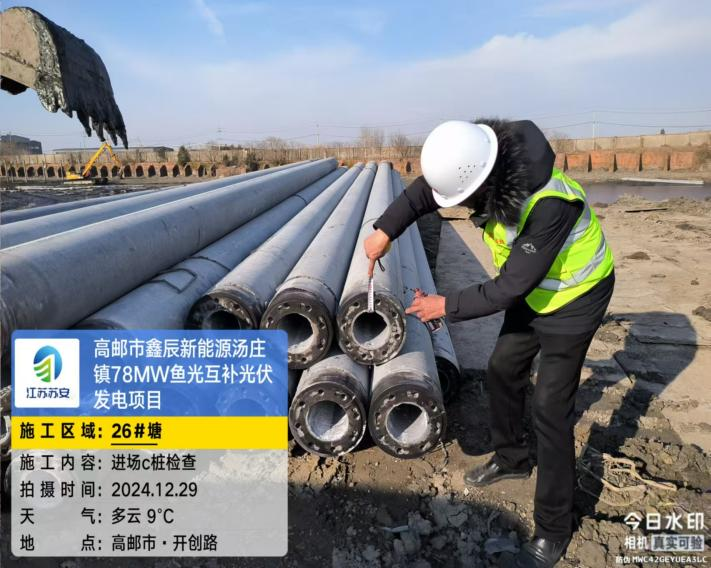 高邮市鑫辰新能源汤庄
镇78MW鱼光互补光伏
发电项目
江苏苏安
施工区域：26#塘
施工内容：进场c桩检查
拍摄时间：2024.12.29
天气：多云 9℃
地点：高邮市·开创路
今日水印
相机 真实可验
防伪 MWC42GEYUEA3LC